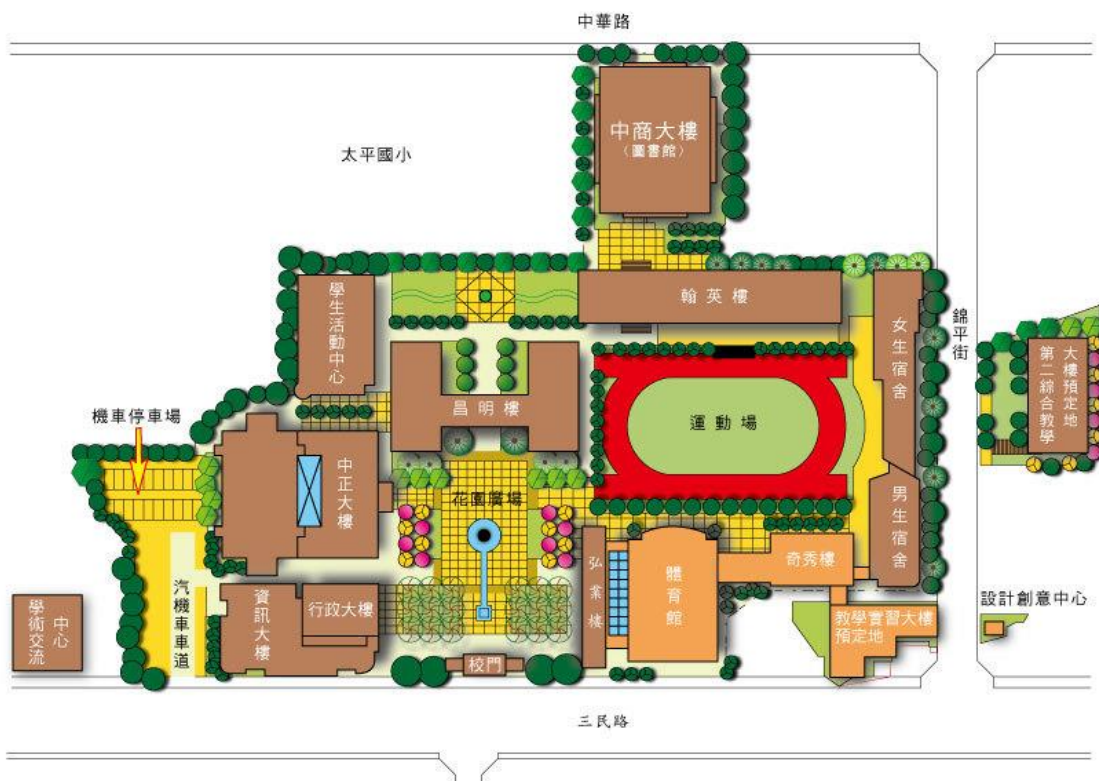 中華路
中商大樓
（圖書館）
太平國小
翰英樓
學生活動中心
女生宿舍
錦平街
第二綜合教學
大樓預定地
機車停車場
昌明樓
運動場
中正大樓
花園廣場
男生宿舍
弘業樓
體育館
奇秀樓
汽機車車道
資訊大樓
行政大樓
學術交流
中心
設計創意中心
教學實習大樓
預定地
校門
三民路